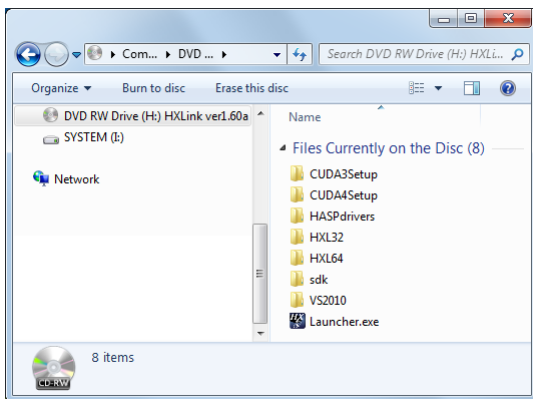 Com... DVD ...
Search DVD RW Drive (H:) HXLi...
Organize Burn to disc Erase this disc
DVD RW Drive (H:) HXLink ver1.60a
SYSTEM (I:)
Network
Name
Files Currently on the Disc (8)
CUDA3Setup
CUDA4Setup
HASPdrivers
HXL32
HXL64
sdk
VS2010
HX Launcher.exe
8 items
CD-RW